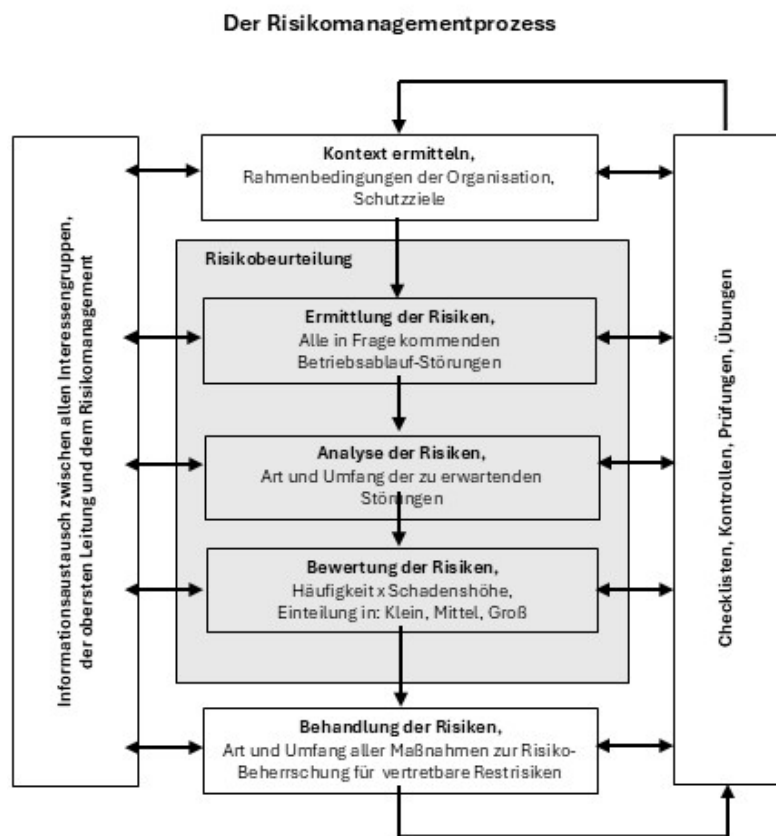 Der Risikomanagementprozess
Informationsaustausch zwischen allen Interessengruppen,
der obersten Leitung und dem Risikomanagement
Kontext ermitteln,
Rahmenbedingungen der Organisation,
Schutzziele
Risikobeurteilung
Ermittlung der Risiken,
Alle in Frage kommenden
Betriebsablauf-Störungen
Analyse der Risiken,
Art und Umfang der zu erwartenden
Störungen
Bewertung der Risiken,
Häufigkeit x Schadenshöhe,
Einteilung in: Klein, Mittel, Groß
Behandlung der Risiken,
Art und Umfang aller Maßnahmen zur Risiko-
Beherrschung für vertretbare Restrisiken
Checklisten, Kontrollen, Prüfungen, Übungen